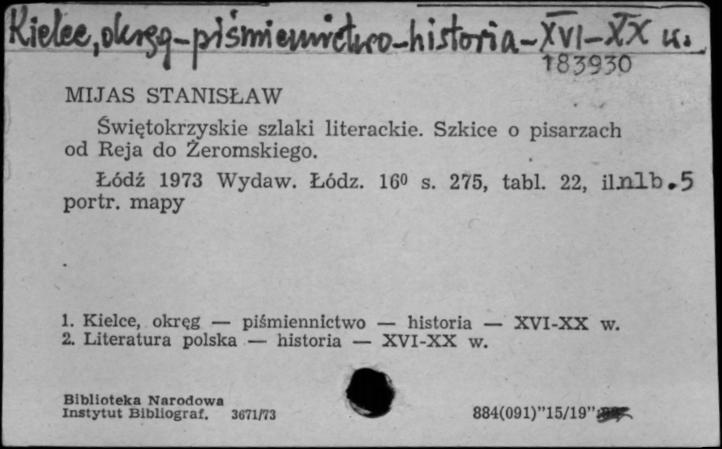 Kielce, okręg - piśmiennictwo - historia - XVI - XX w.
183930
MIJAS STANISŁAW
Świętokrzyskie szlaki literackie. Szkice o pisarzach
od Reja do Żeromskiego.
Łódź 1973 Wydaw. Łódz. 16⁰ s. 275, tabl. 22, il. nlb. 5
portr. mapy
1. Kielce, okręg — piśmiennictwo — historia — XVI-XX w.
2. Literatura polska — historia — XVI-XX w.
Biblioteka Narodowa
Instytut Bibliograf. 3671/73
884(091)"15/19"